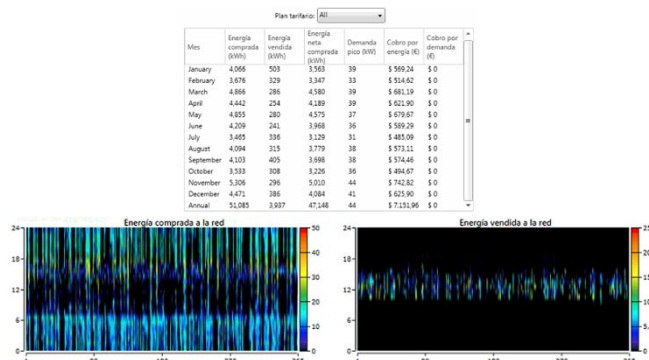 Plan tarifario: All
Mes Energía comprada (kWh) Energía vendida (kWh) Energía neta comprada (kWh) Demanda pico (kW) Cobro por energía (€) Cobro por demanda (€)
January 4,066 503 3,563 39 $ 569,24 $ 0
February 3,676 329 3,347 33 $ 514,62 $ 0
March 4,866 286 4,580 39 $ 681,19 $ 0
April 4,442 254 4,189 39 $ 621,90 $ 0
May 4,855 280 4,575 37 $ 679,67 $ 0
June 4,209 241 3,968 36 $ 589,29 $ 0
July 3,465 336 3,129 31 $ 485,09 $ 0
August 4,094 315 3,779 38 $ 573,11 $ 0
September 4,103 405 3,698 38 $ 574,46 $ 0
October 3,533 308 3,226 36 $ 494,67 $ 0
November 5,306 296 5,010 44 $ 742,82 $ 0
December 4,471 386 4,084 41 $ 625,90 $ 0
Annual 51,085 3,937 47,148 44 $ 7.151,96 $ 0
Energía comprada a la red
24
18
12
6
0
50
40
30
20
10
0
Energía vendida a la red
24
18
12
6
0